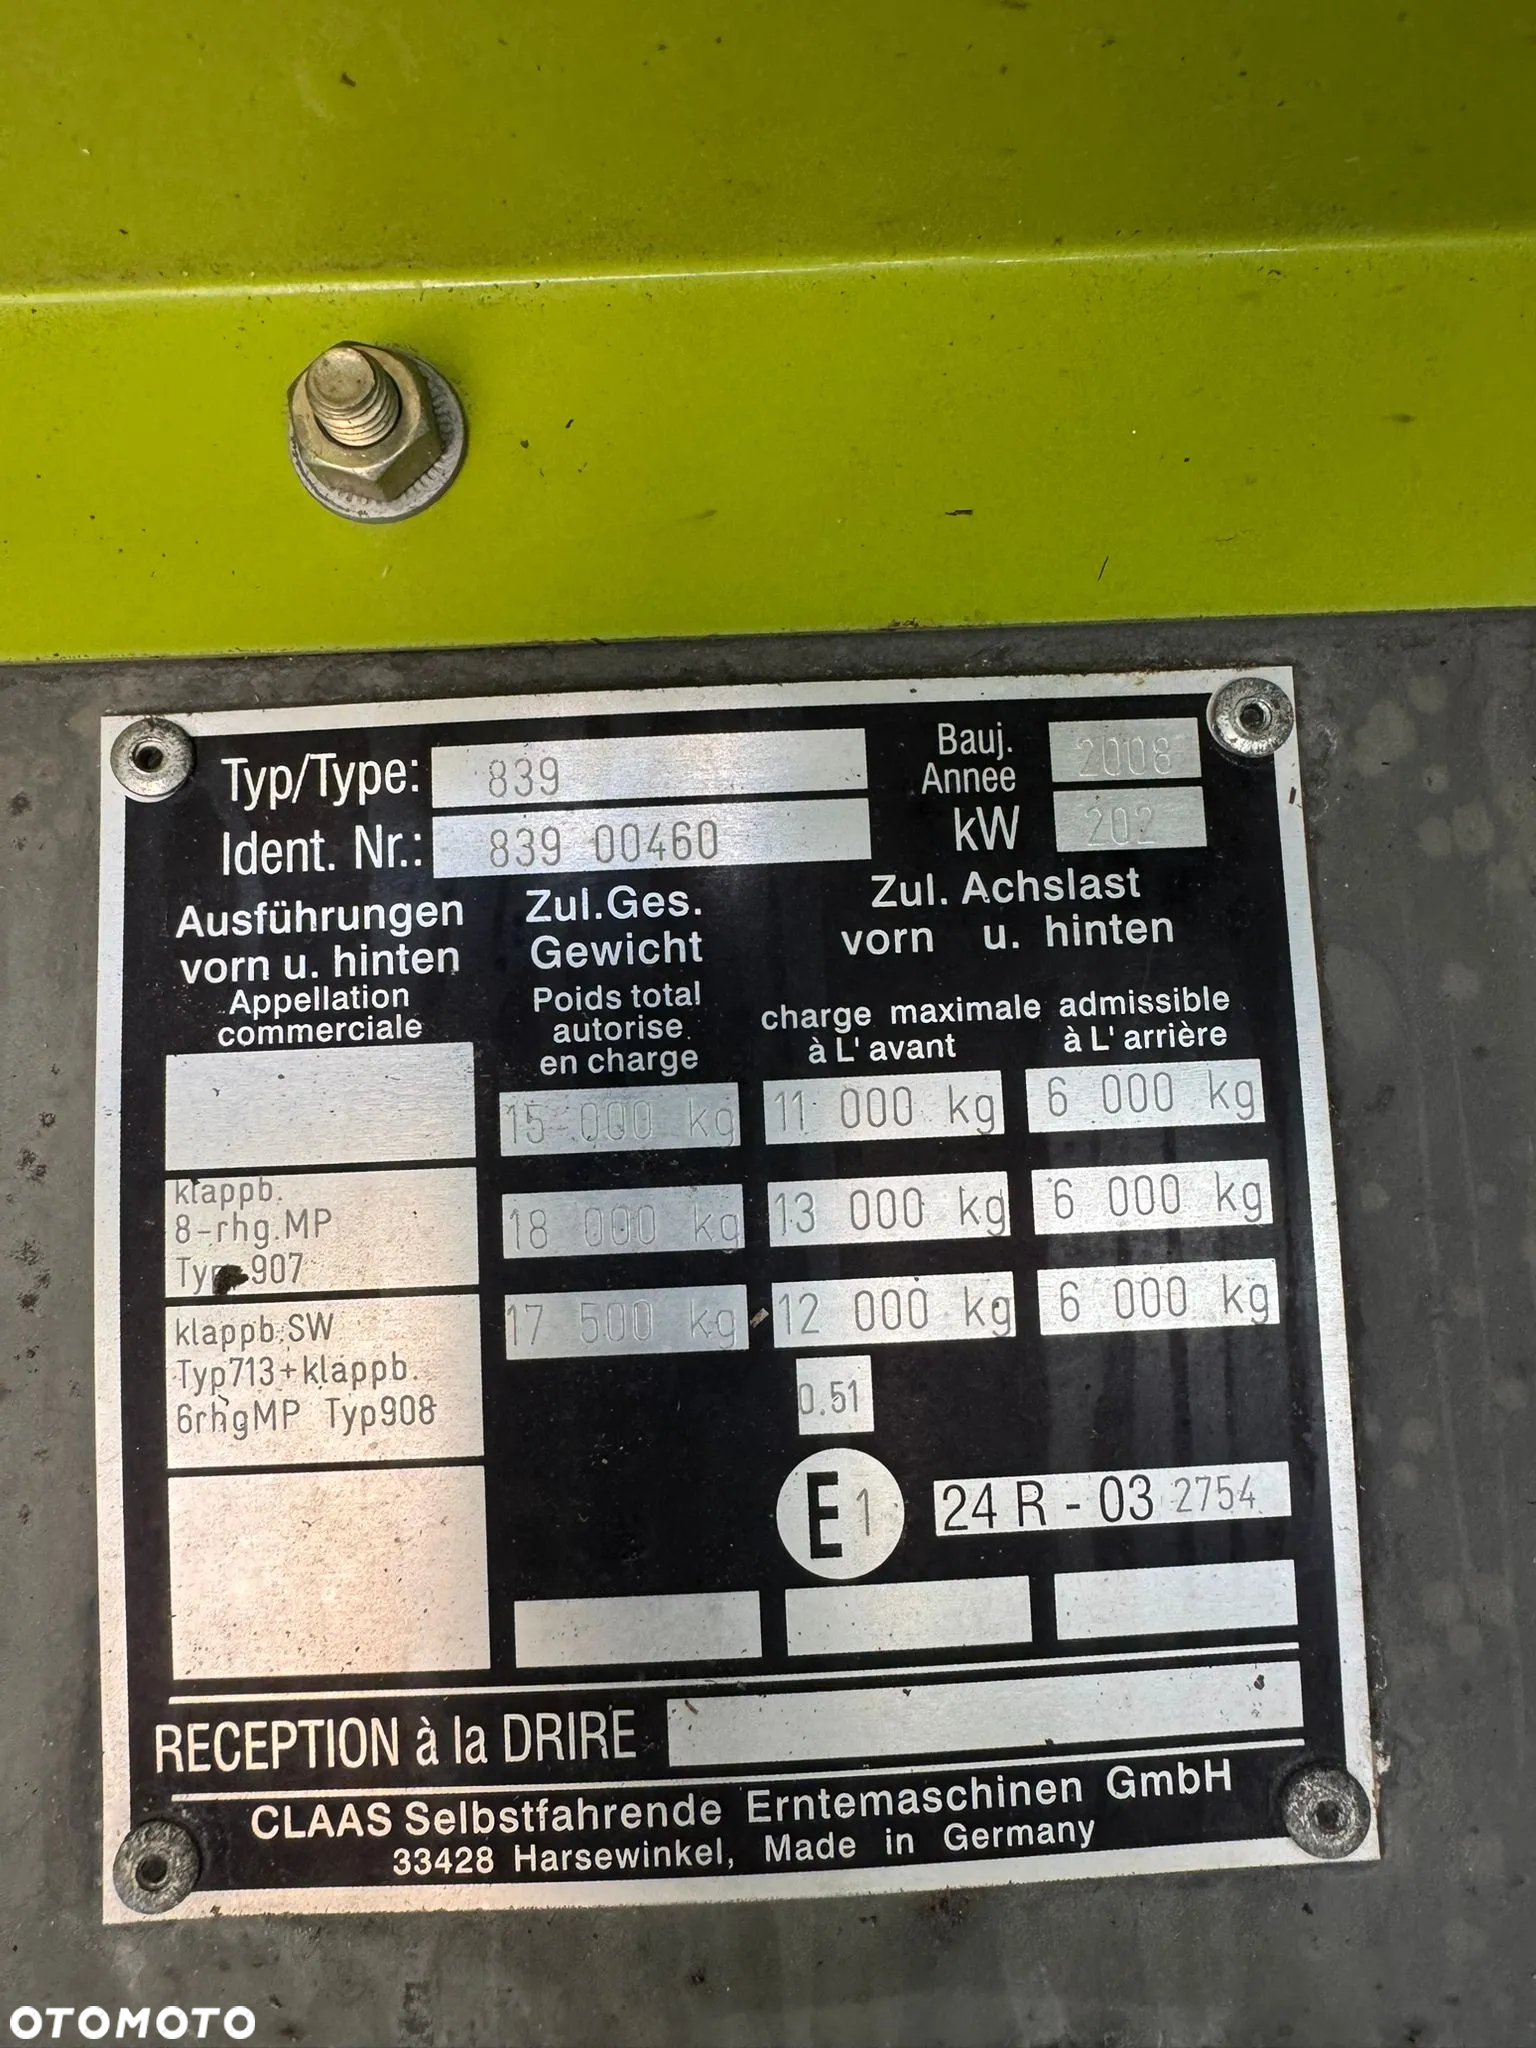 Typ/Type: 839
Bauj. Annee 2008
Ident. Nr.: 839 00460
kW 202
Ausführungen
vorn u. hinten
Appellation
commerciale
Zul.Ges.
Gewicht
Poids total
autorise
en charge
Zul. Achslast
vorn u. hinten
charge maximale admissible
à L' avant à L' arrière
15 000 kg 11 000 kg 6 000 kg
klappb.
8-rhg.MP
Typ 907
18 000 kg 13 000 kg 6 000 kg
klappb.SW
Typ713+klappb.
6rhgMP Typ908
17 500 kg 12 000 kg 6 000 kg
0.51
E1 24 R - 03 2754
RECEPTION à la DRIRE
CLAAS Selbstfahrende Erntemaschinen GmbH
33428 Harsewinkel, Made in Germany
OTOMOTO